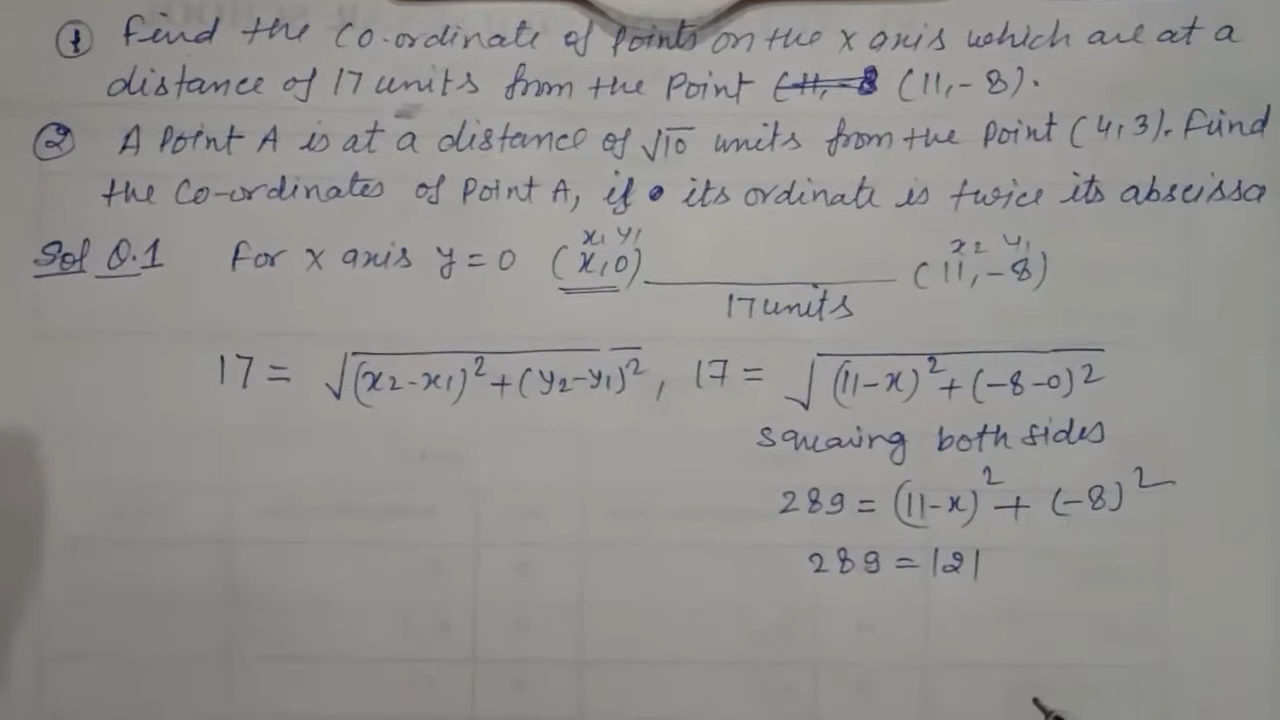 ① Find the Co-ordinate of Points on the x axis which are at a
distance of 17 units from the Point (11, -8).
② A Point A is at a distance of √10 units from the Point (4,3). Find
the Co-ordinates of Point A, if its ordinate is twice its abscissa
Sol Q.1 For x axis y = 0 (x,0) (11,-8)
x₁ y₁ x₂ y₁
17 units
17 = √(x₂-x₁)²+(y₂-y₁)², 17 = √(11-x)²+(-8-0)²
squaring both sides
289 = (11-x)² + (-8)²
289 = 121